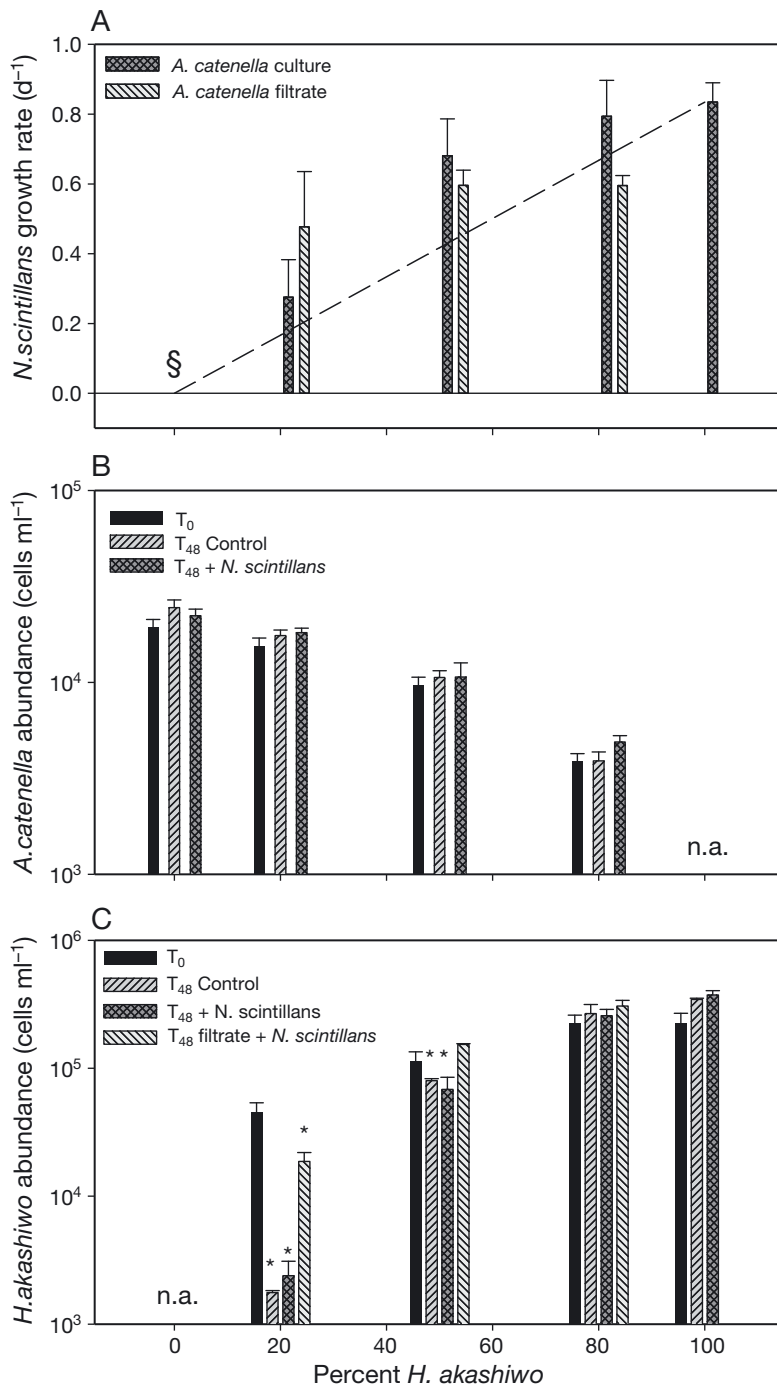 A
N.scintillans growth rate (d⁻¹)
1.0
0.8
0.6
0.4
0.2
0.0
A. catenella culture
A. catenella filtrate
§
B
A.catenella abundance (cells ml⁻¹)
10⁵
10⁴
10³
T₀
T₄₈ Control
T₄₈ + N. scintillans
n.a.
C
H.akashiwo abundance (cells ml⁻¹)
10⁶
10⁵
10⁴
10³
T₀
T₄₈ Control
T₄₈ + N. scintillans
T₄₈ filtrate + N. scintillans
* *
*
*
*
n.a.
0 20 40 60 80 100
Percent H. akashiwo